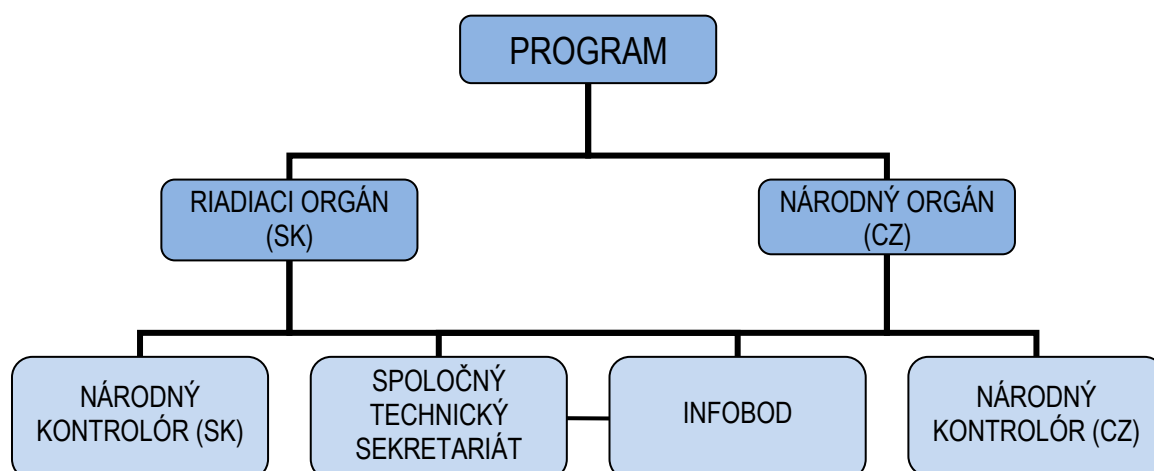 PROGRAM
RIADIACI ORGÁN
(SK)
NÁRODNÝ ORGÁN
(CZ)
NÁRODNÝ
KONTROLÓR (SK)
SPOLOČNÝ
TECHNICKÝ
SEKRETARIÁT
INFOBOD
NÁRODNÝ
KONTROLÓR (CZ)